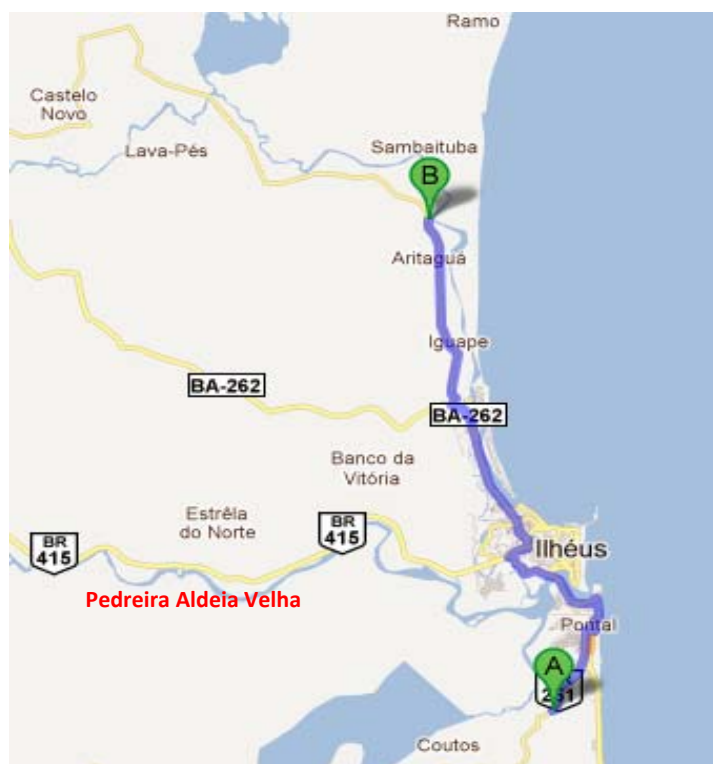 Ramo
Castelo
Novo
Lava-Pés
Sambaituba
B
Aritaguá
Iguape
BA-262
BA-262
Banco da
Vitória
Estrêla
do Norte
BR
415
BR
415
Ilhéus
Pedreira Aldeia Velha
Pontal
A
Coutos